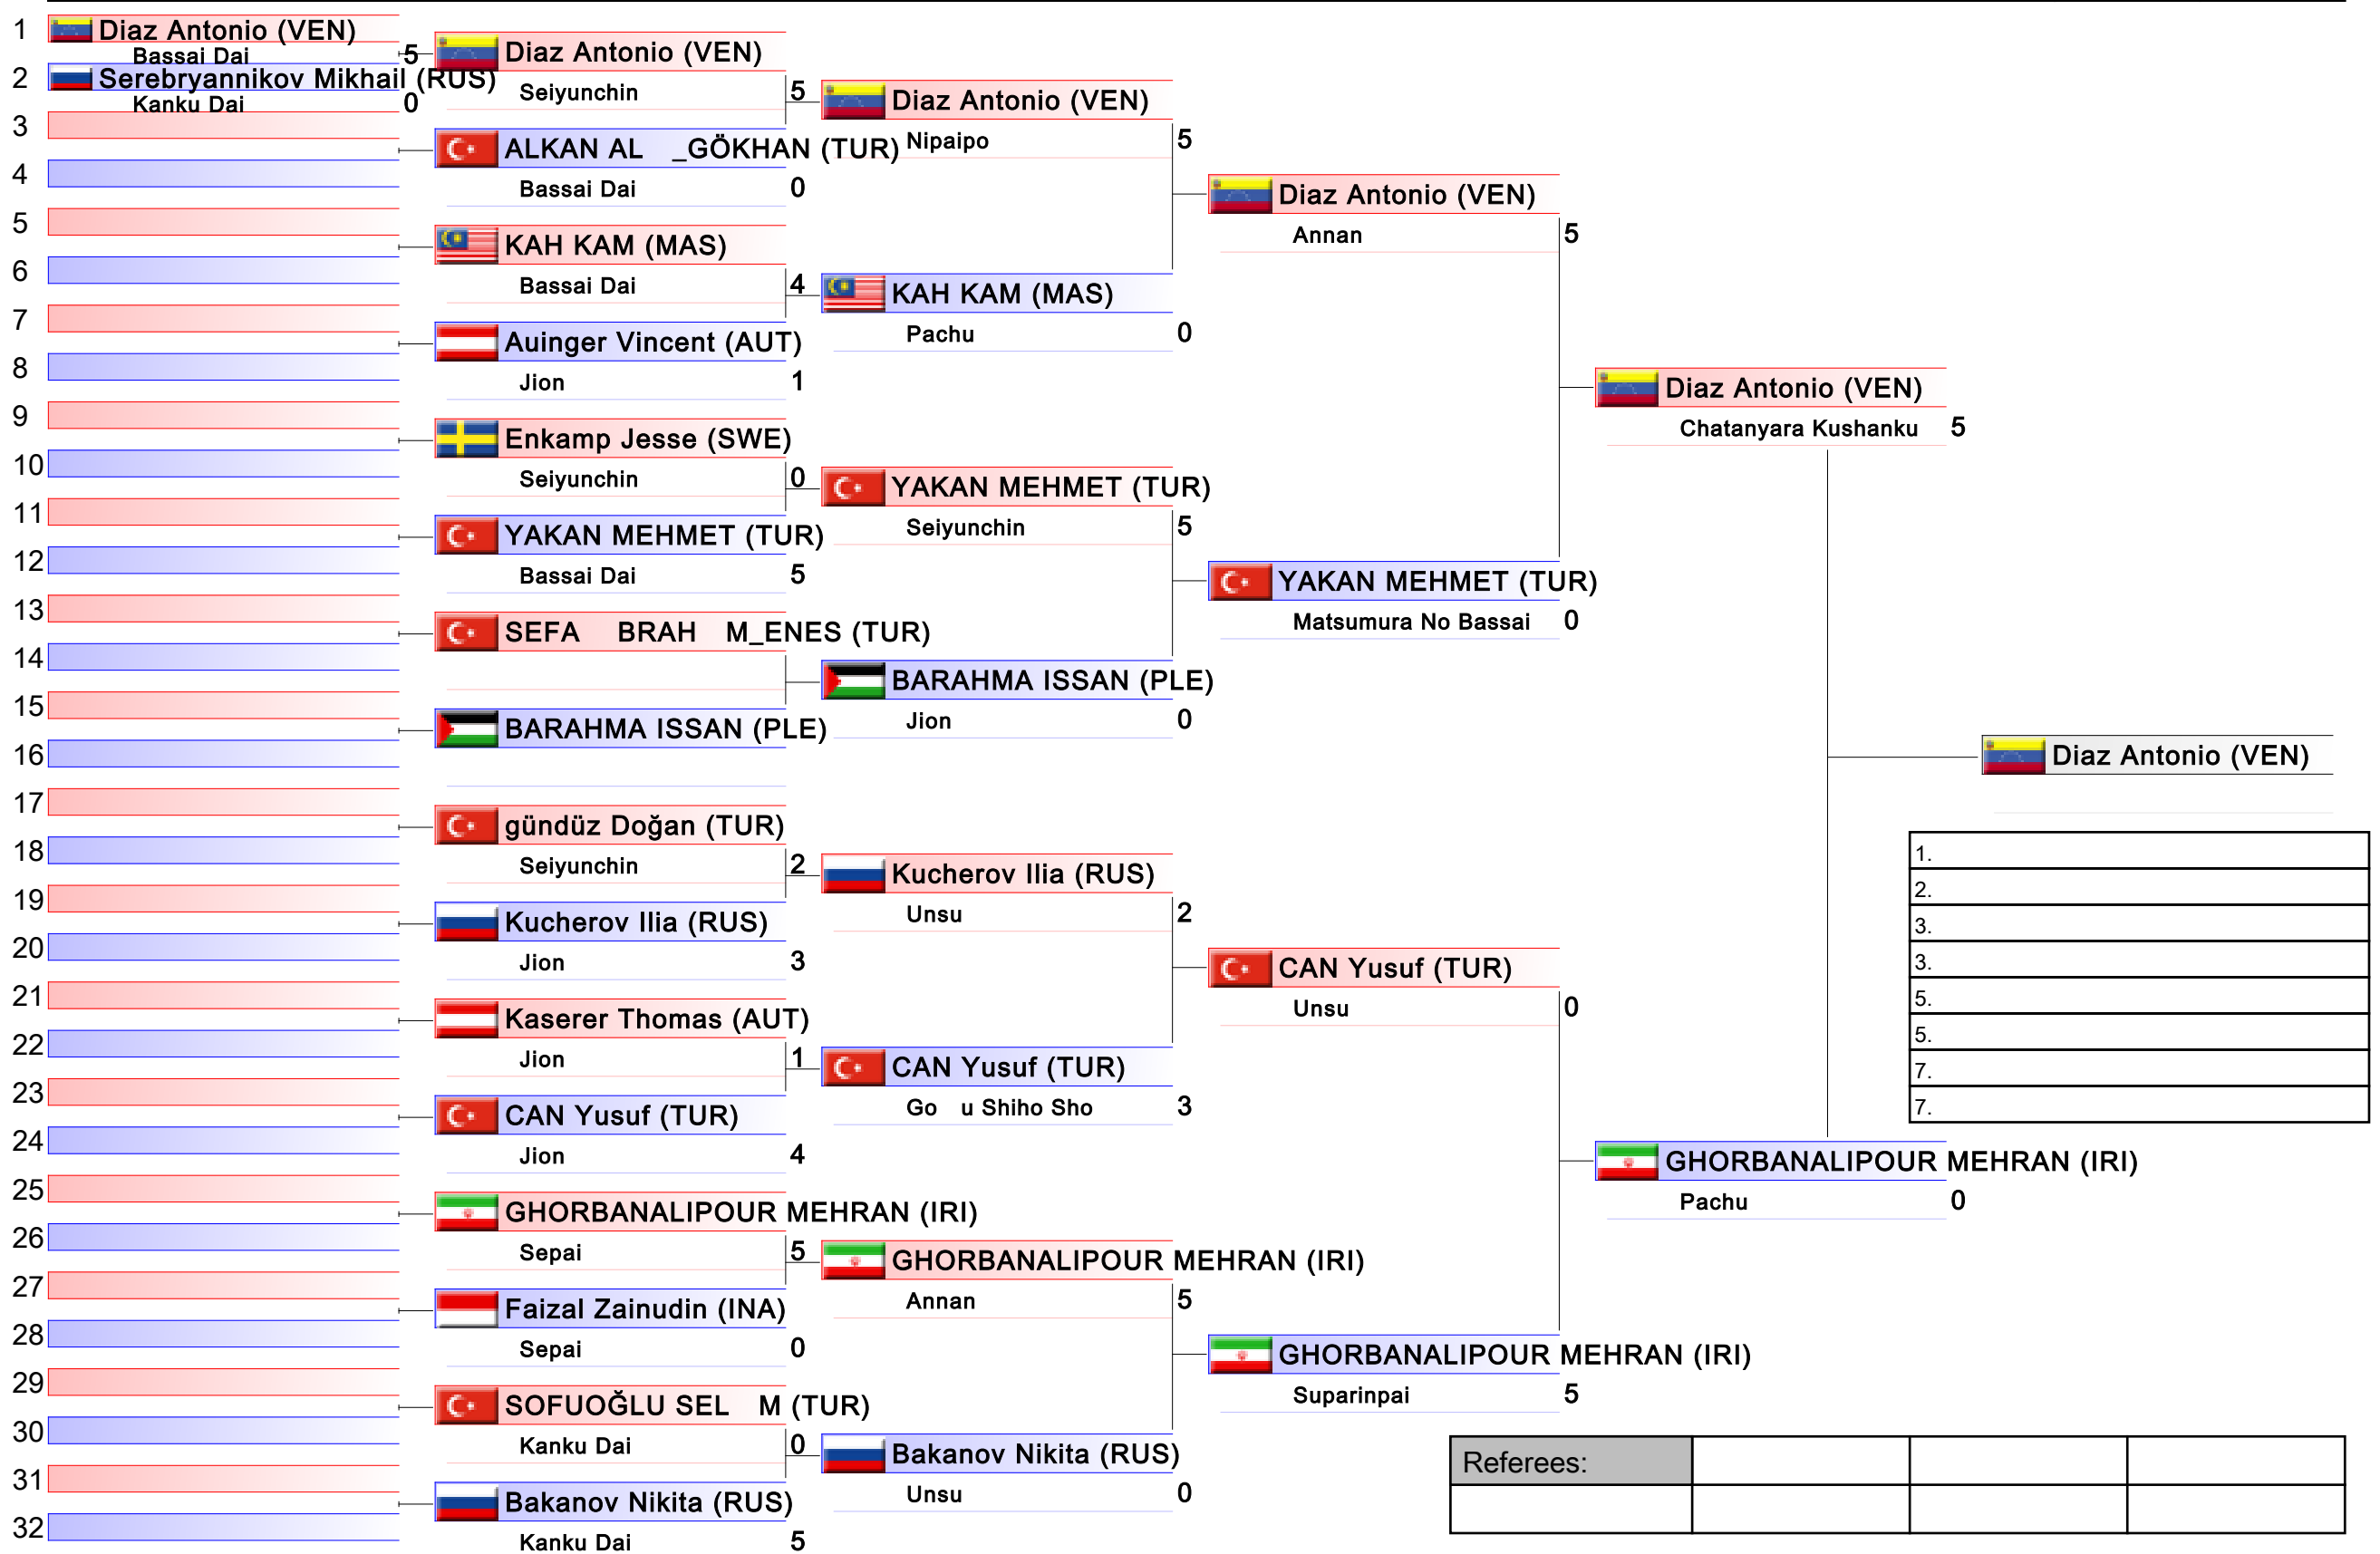 1 Diaz Antonio (VEN)
Bassai Dai 5
2 Serebryannikov Mikhail (RUS)
Kanku Dai 0
3
4
5
6
7
8
9
10
11
12
13
14
15
16
17
18
19
20
21
22
23
24
25
26
27
28
29
30
31
32
Diaz Antonio (VEN)
Seiyunchin 5
ALKAN AL _GÖKHAN (TUR)
Bassai Dai 0
KAH KAM (MAS)
Bassai Dai 4
Auinger Vincent (AUT)
Jion 1
Enkamp Jesse (SWE)
Seiyunchin 0
YAKAN MEHMET (TUR)
Bassai Dai 5
SEFA BRAH M_ENES (TUR)
BARAHMA ISSAN (PLE)
gündüz Doğan (TUR)
Seiyunchin 2
Kucherov Ilia (RUS)
Jion 3
Kaserer Thomas (AUT)
Jion 1
CAN Yusuf (TUR)
Jion 4
GHORBANALIPOUR MEHRAN (IRI)
Sepai 5
Faizal Zainudin (INA)
Sepai 0
SOFUOĞLU SEL M (TUR)
Kanku Dai 0
Bakanov Nikita (RUS)
Kanku Dai 5
Diaz Antonio (VEN)
Nipaipo 5
KAH KAM (MAS)
Pachu 0
YAKAN MEHMET (TUR)
Seiyunchin 5
BARAHMA ISSAN (PLE)
Jion 0
Kucherov Ilia (RUS)
Unsu 2
CAN Yusuf (TUR)
Go u Shiho Sho 3
GHORBANALIPOUR MEHRAN (IRI)
Annan 5
Bakanov Nikita (RUS)
Unsu 0
Diaz Antonio (VEN)
Annan 5
YAKAN MEHMET (TUR)
Matsumura No Bassai 0
CAN Yusuf (TUR)
Unsu 0
GHORBANALIPOUR MEHRAN (IRI)
Suparinpai 5
Diaz Antonio (VEN)
Chatanyara Kushanku 5
GHORBANALIPOUR MEHRAN (IRI)
Pachu 0
Diaz Antonio (VEN)
1.
2.
3.
3.
5.
5.
7.
7.
Referees: